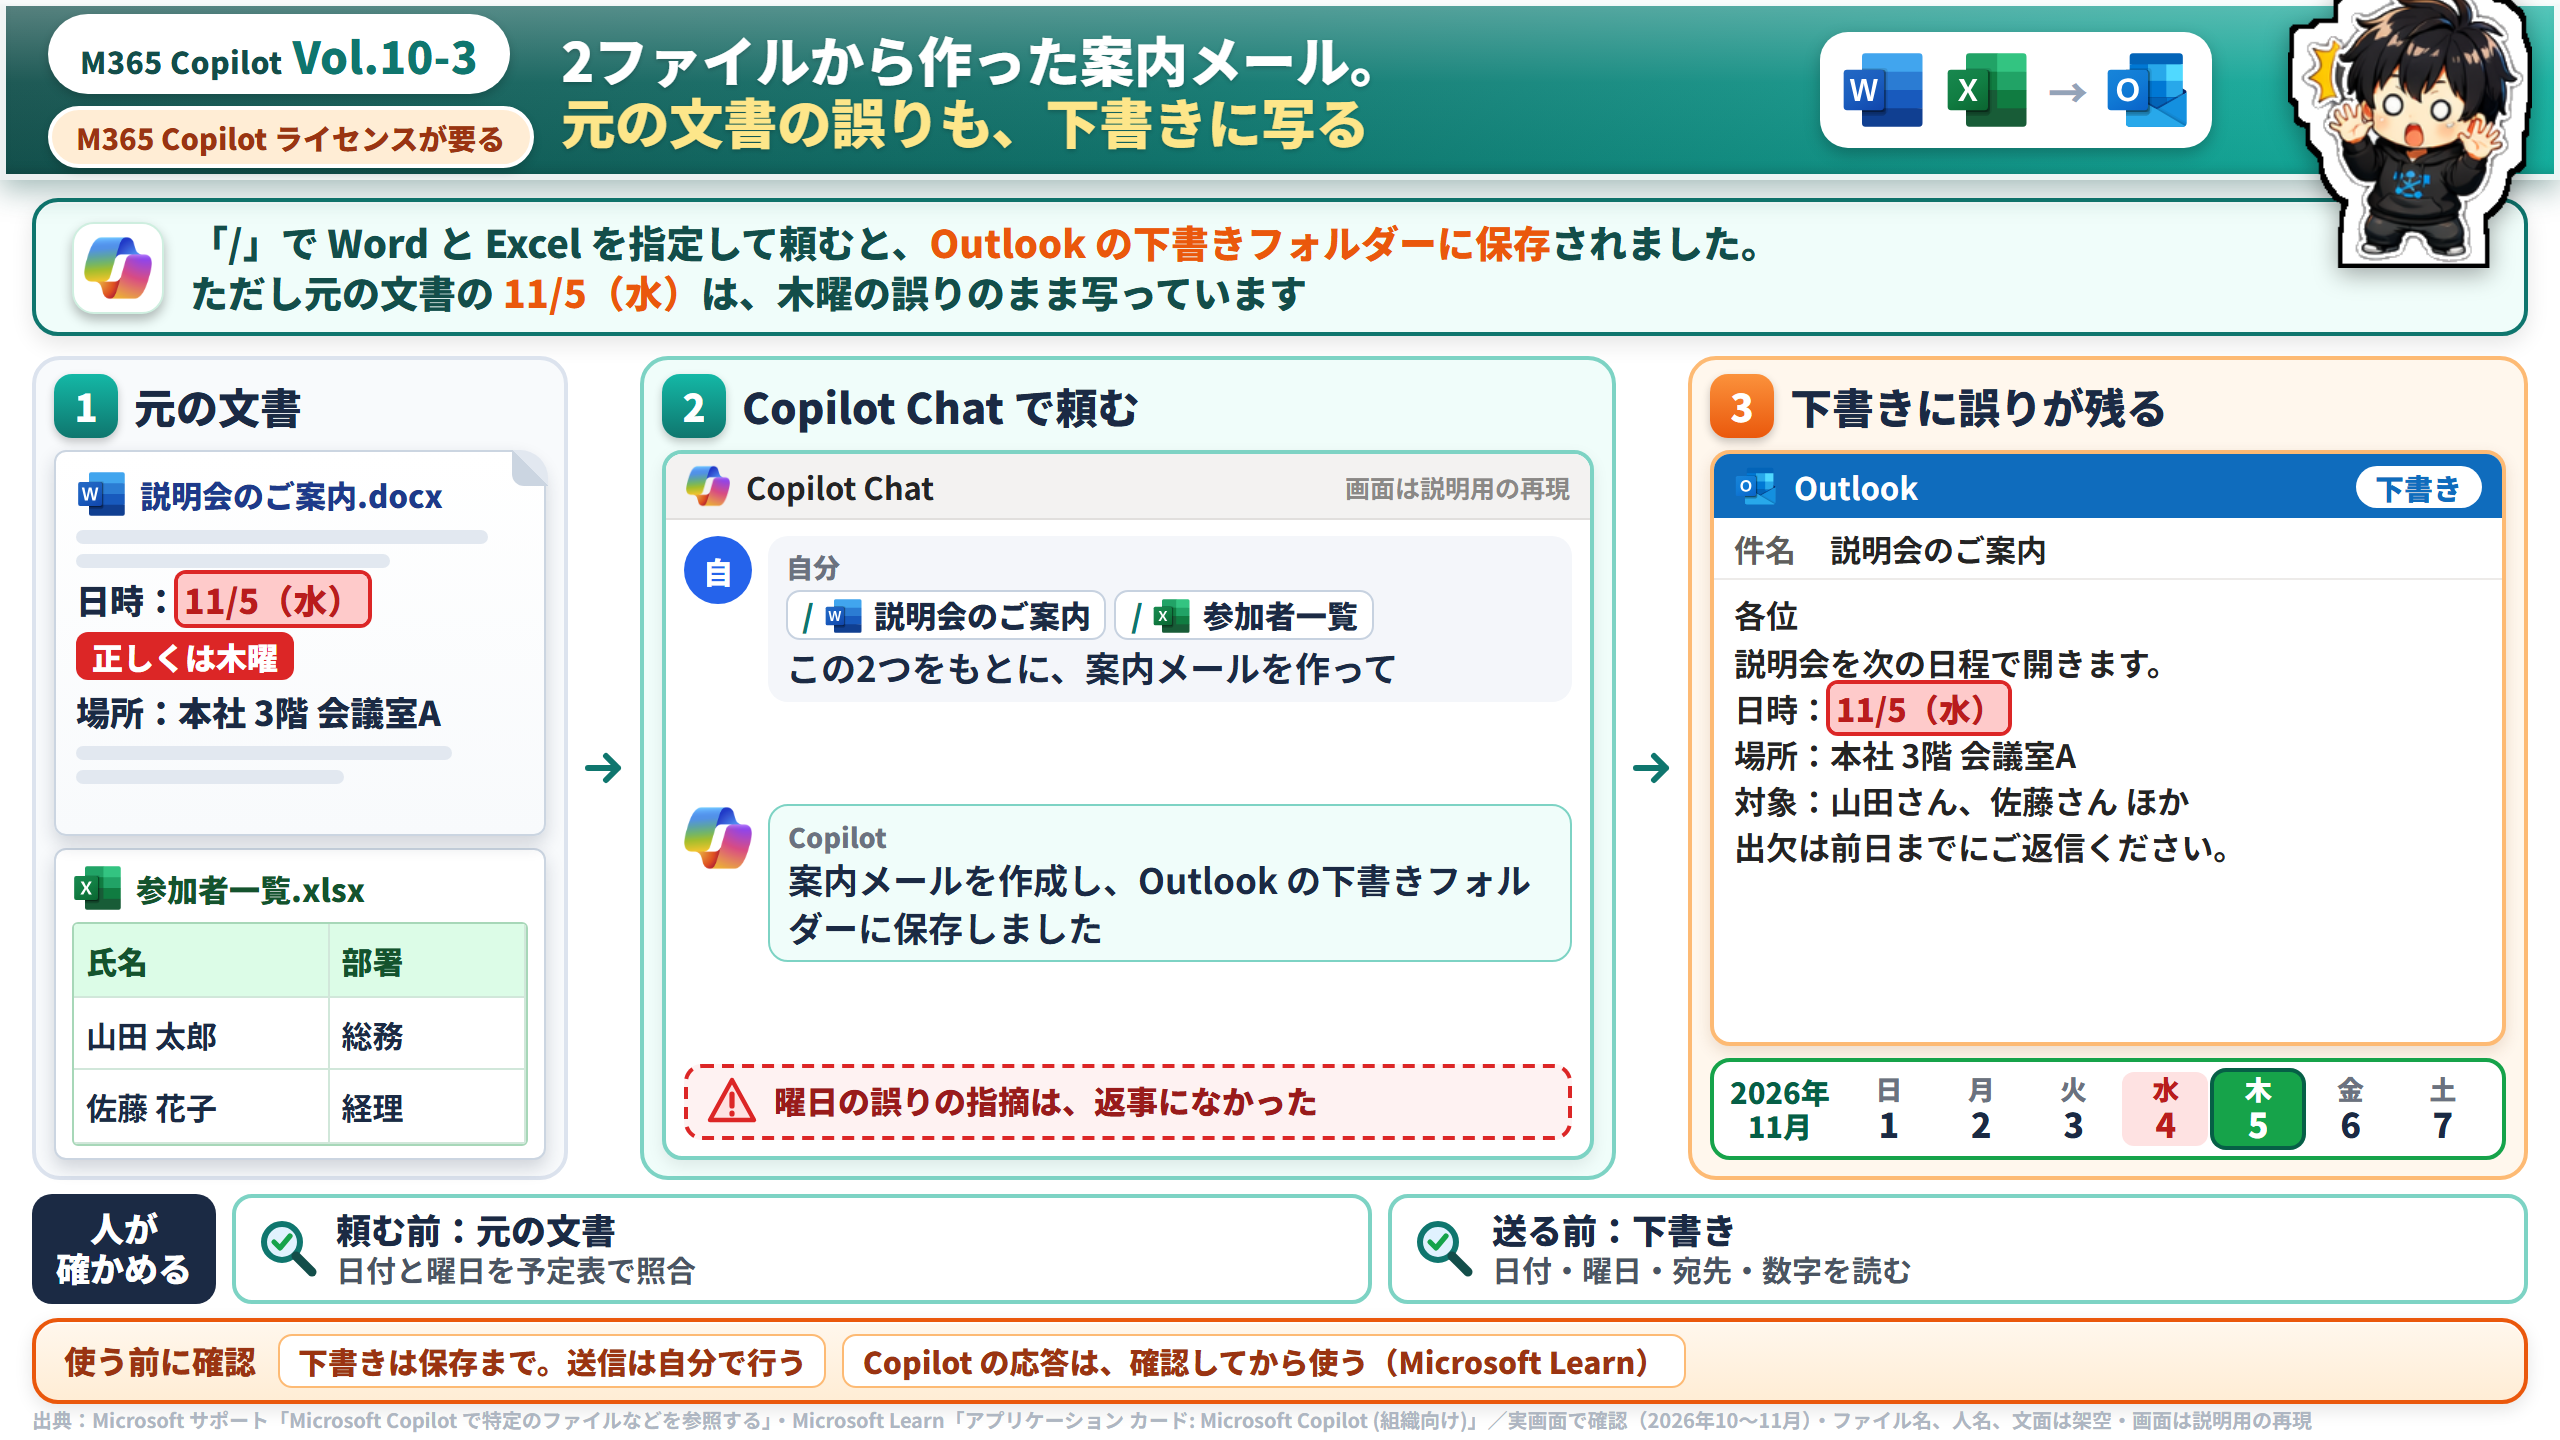 M365 Copilot Vol.10-3
M365 Copilot ライセンスが要る
2ファイルから作った案内メール。
元の文書の誤りも、下書きに写る
W X → O
「/」で Word と Excel を指定して頼むと、Outlook の下書きフォルダーに保存されました。
ただし元の文書の 11/5（水）は、木曜の誤りのまま写っています
1 元の文書
W 説明会のご案内.docx
日時：11/5（水）
正しくは木曜
場所：本社 3階 会議室A
X 参加者一覧.xlsx
氏名 部署
山田 太郎 総務
佐藤 花子 経理
→
2 Copilot Chat で頼む
Copilot Chat 画面は説明用の再現
自 自分
/ W 説明会のご案内 / X 参加者一覧
この2つをもとに、案内メールを作って
Copilot
案内メールを作成し、Outlook の下書きフォル
ダーに保存しました
曜日の誤りの指摘は、返事になかった
→
3 下書きに誤りが残る
O Outlook 下書き
件名 説明会のご案内
各位
説明会を次の日程で開きます。
日時：11/5（水）
場所：本社 3階 会議室A
対象：山田さん、佐藤さん ほか
出欠は前日までにご返信ください。
2026年
11月
日 月 火 水 木 金 土
1 2 3 4 5 6 7
人が
確かめる
頼む前：元の文書
日付と曜日を予定表で照合
送る前：下書き
日付・曜日・宛先・数字を読む
使う前に確認 下書きは保存まで。送信は自分で行う Copilot の応答は、確認してから使う（Microsoft Learn）
出典：Microsoft サポート「Microsoft Copilot で特定のファイルなどを参照する」・Microsoft Learn「アプリケーション カード: Microsoft Copilot (組織向け)」／実画面で確認（2026年10～11月）・ファイル名、人名、文面は架空・画面は説明用の再現